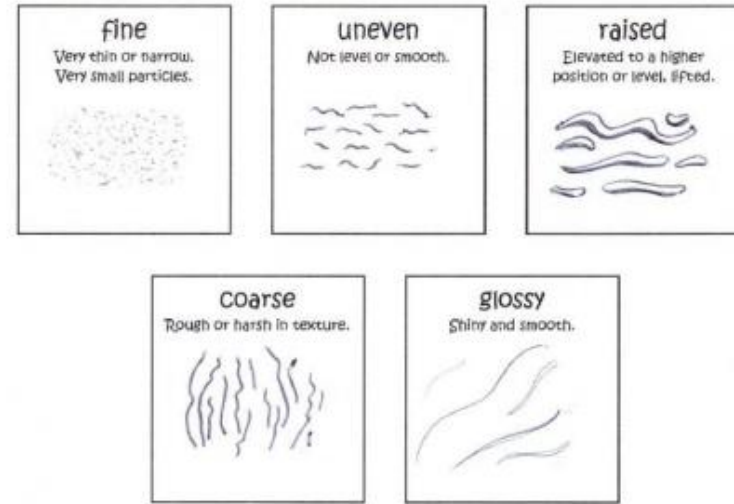 fine
Very thin or narrow.
Very small particles.
uneven
Not level or smooth.
raised
Elevated to a higher
position or level, lifted.
coarse
Rough or harsh in texture.
glossy
Shiny and smooth.